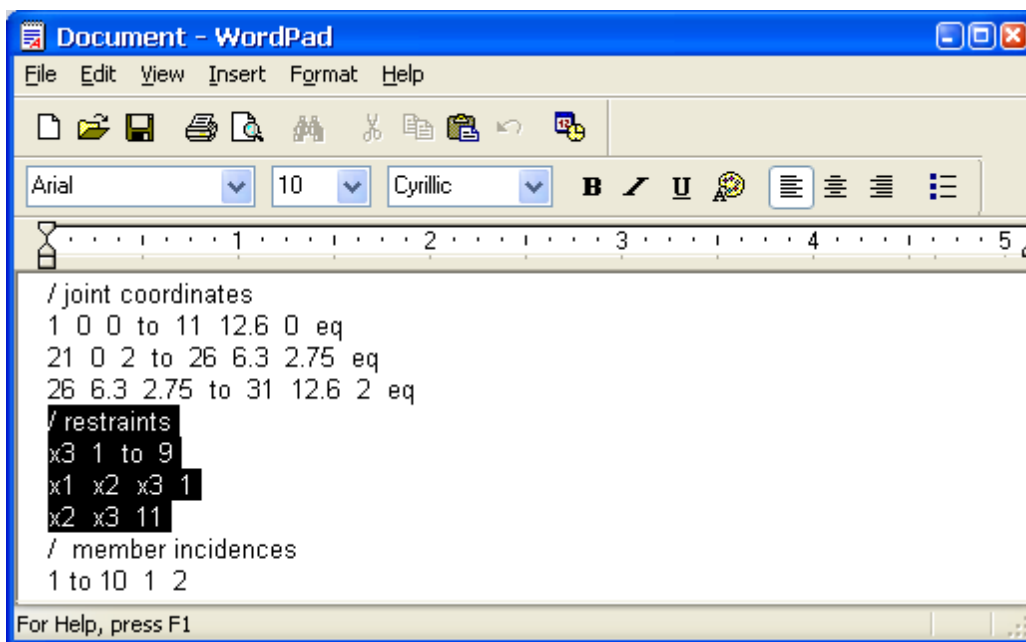 Document - WordPad
File Edit View Insert Format Help
12
Arial 10 Cyrillic B U
1 2 3 4 5
/ joint coordinates
1 0 0 to 11 12.6 0 eq
21 0 2 to 26 6.3 2.75 eq
26 6.3 2.75 to 31 12.6 2 eq
/ restraints
x3 1 to 9
x1 x2 x3 1
x2 x3 11
/ member incidences
1 to 10 1 2
For Help, press F1